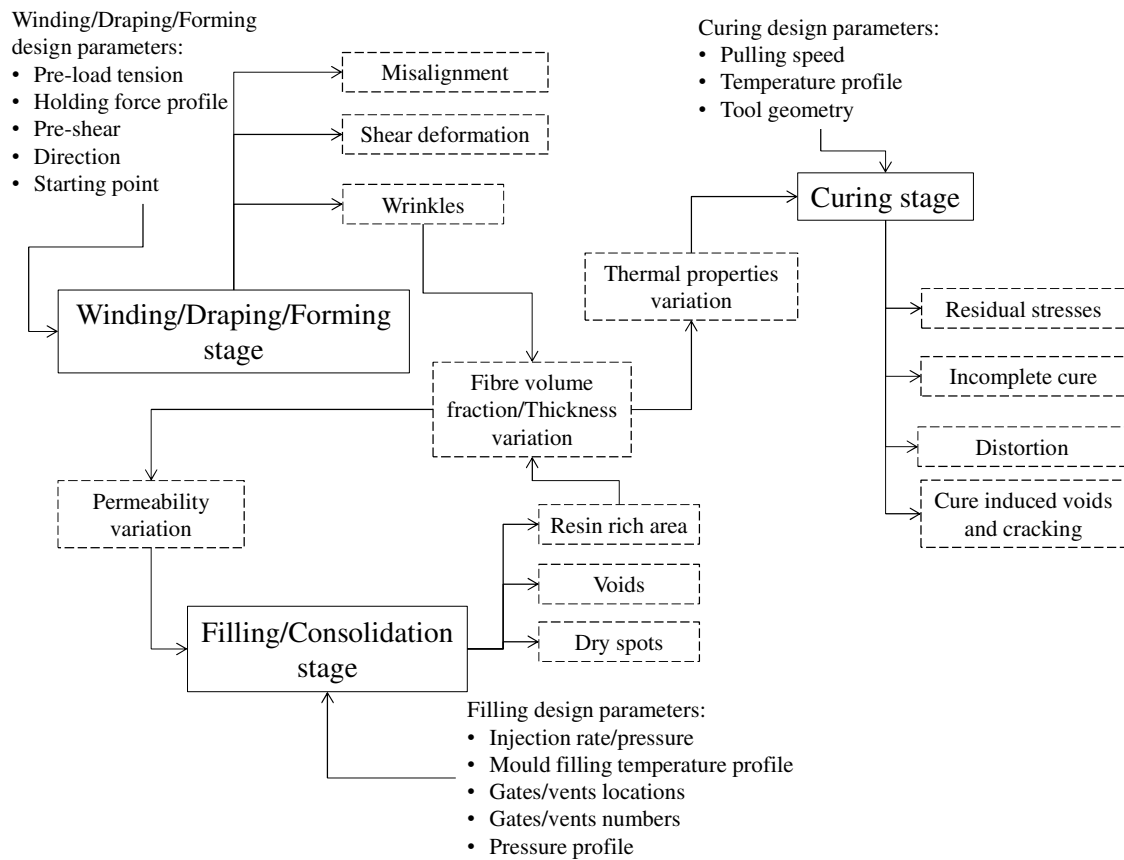 Winding/Draping/Forming
design parameters:
• Pre-load tension
• Holding force profile
• Pre-shear
• Direction
• Starting point
Misalignment
Shear deformation
Wrinkles
Winding/Draping/Forming
stage
Curing design parameters:
• Pulling speed
• Temperature profile
• Tool geometry
Curing stage
Thermal properties
variation
Residual stresses
Incomplete cure
Distortion
Cure induced voids
and cracking
Fibre volume
fraction/Thickness
variation
Permeability
variation
Resin rich area
Voids
Dry spots
Filling/Consolidation
stage
Filling design parameters:
• Injection rate/pressure
• Mould filling temperature profile
• Gates/vents locations
• Gates/vents numbers
• Pressure profile